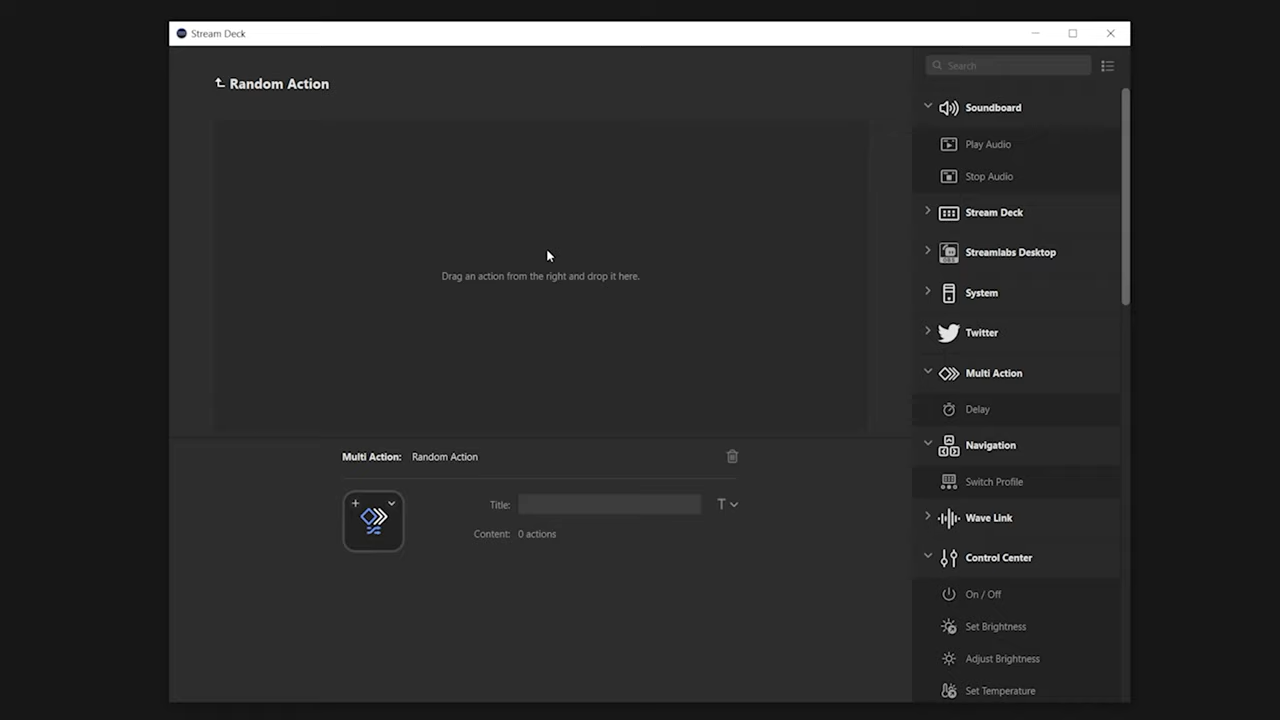 Stream Deck
Random Action
Search
Soundboard
Play Audio
Stop Audio
Stream Deck
Streamlabs Desktop
System
Twitter
Multi Action
Delay
Navigation
Switch Profile
Wave Link
Control Center
On / Off
Set Brightness
Adjust Brightness
Set Temperature
Drag an action from the right and drop it here.
Multi Action: Random Action
Title:
T
Content: 0 actions